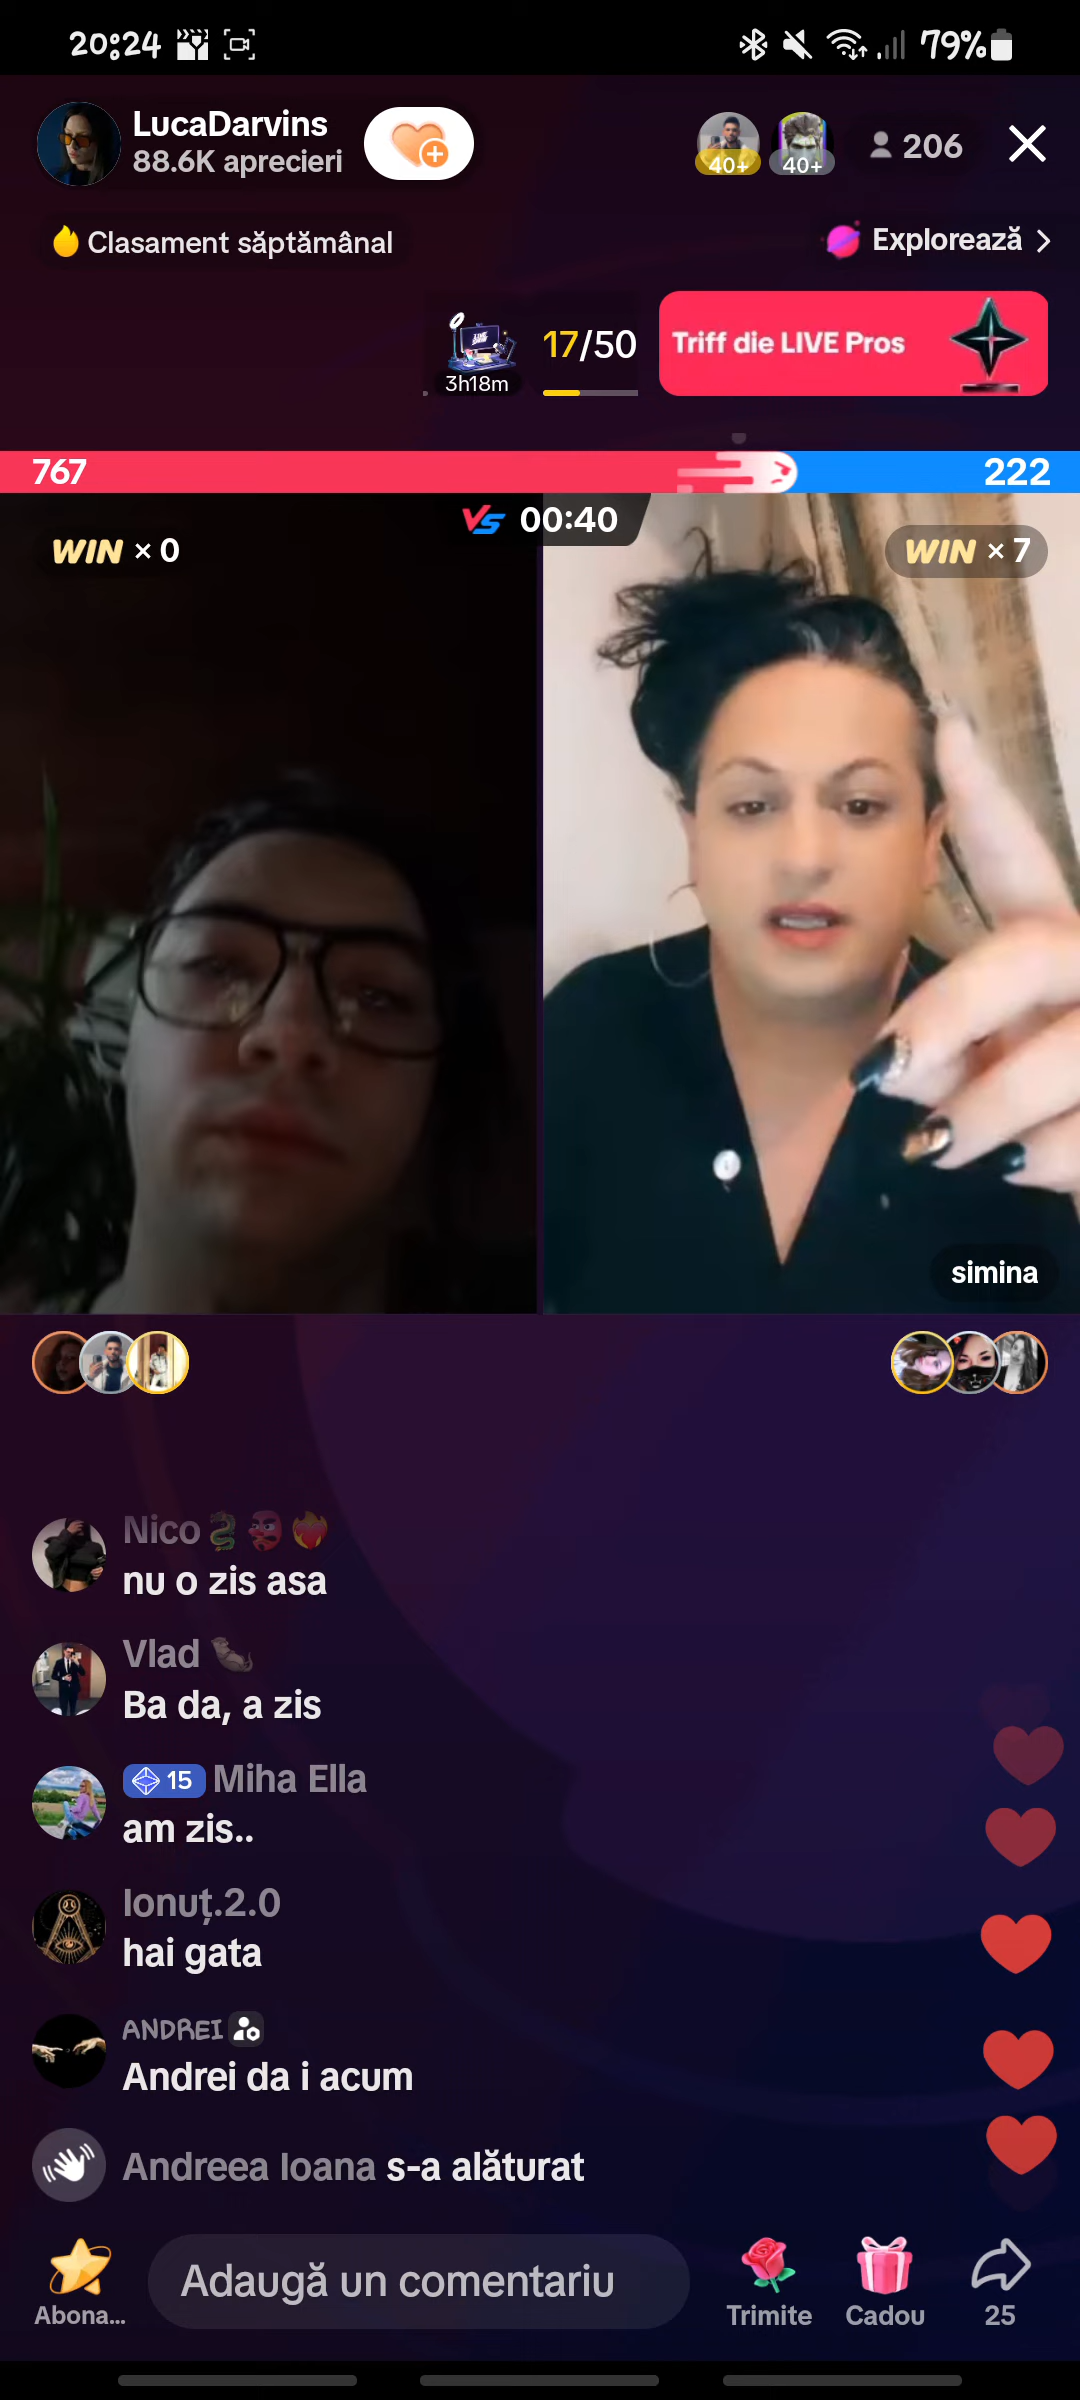 20:24
79%
LucaDarvins
88.6K aprecieri
40+
40+
206
Clasament săptămânal
Explorează
3h18m
17/50
Triff die LIVE Pros
767
222
WIN × 0
VS 00:40
WIN × 7
simina
Nico
nu o zis asa
Vlad
Ba da, a zis
15 Miha Ella
am zis..
Ionuț.2.0
hai gata
ANDREI
Andrei da i acum
Andreea Ioana s-a alăturat
Abona...
Adaugă un comentariu
Trimite
Cadou
25